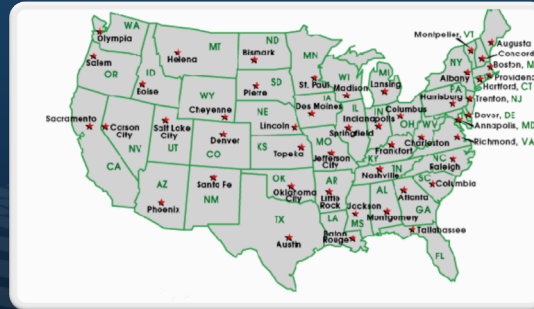 WA
Olympia
Salem
OR
MT
Helena
ID
Boise
ND
Bismark
SD
Pierre
MN
St. Paul
WI
Madison
MI
Lansing
Montpelier, VT
Augusta
Concord
Boston, M
Providenc
Hartford, CT
NY
Albany
PA
Harrisburg
Trenton, NJ
Dover, DE
Annapolis, MD
Richmond, VA
WY
Cheyenne
NE
Lincoln
IA
Des Moines
IL
Springfield
IN
Indianapolis
OH
Columbus
WV
Charleston
Sacramento
Carson
City
NV
CA
Salt Lake
City
UT
Denver
CO
KS
Topeka
MO
Jefferson
City
KY
Frankfort
TN
Nashville
NC
Raleigh
SC
Columbia
AZ
Phoenix
Santa Fe
NM
OK
Oklahoma
City
AR
Little
Rock
TX
Austin
LA
Baton
Rouge
MS
Jackson
AL
Montgomery
Atlanta
GA
Tallabassee
FL